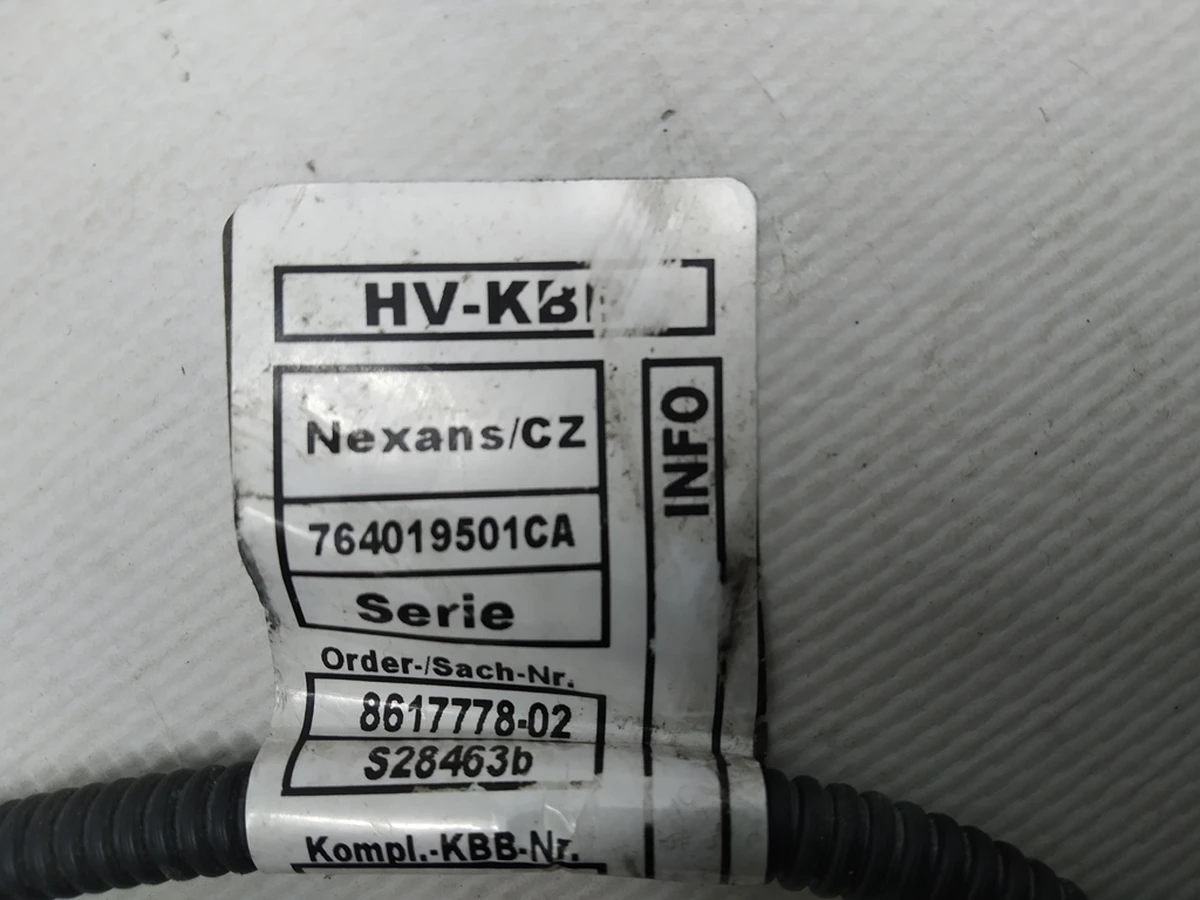 HV-KB
INFO
Nexans/CZ
764019501CA
Serie
Order-/Sach-Nr.
8617778-02
S28463b
Kompl.-KBB-Nr.